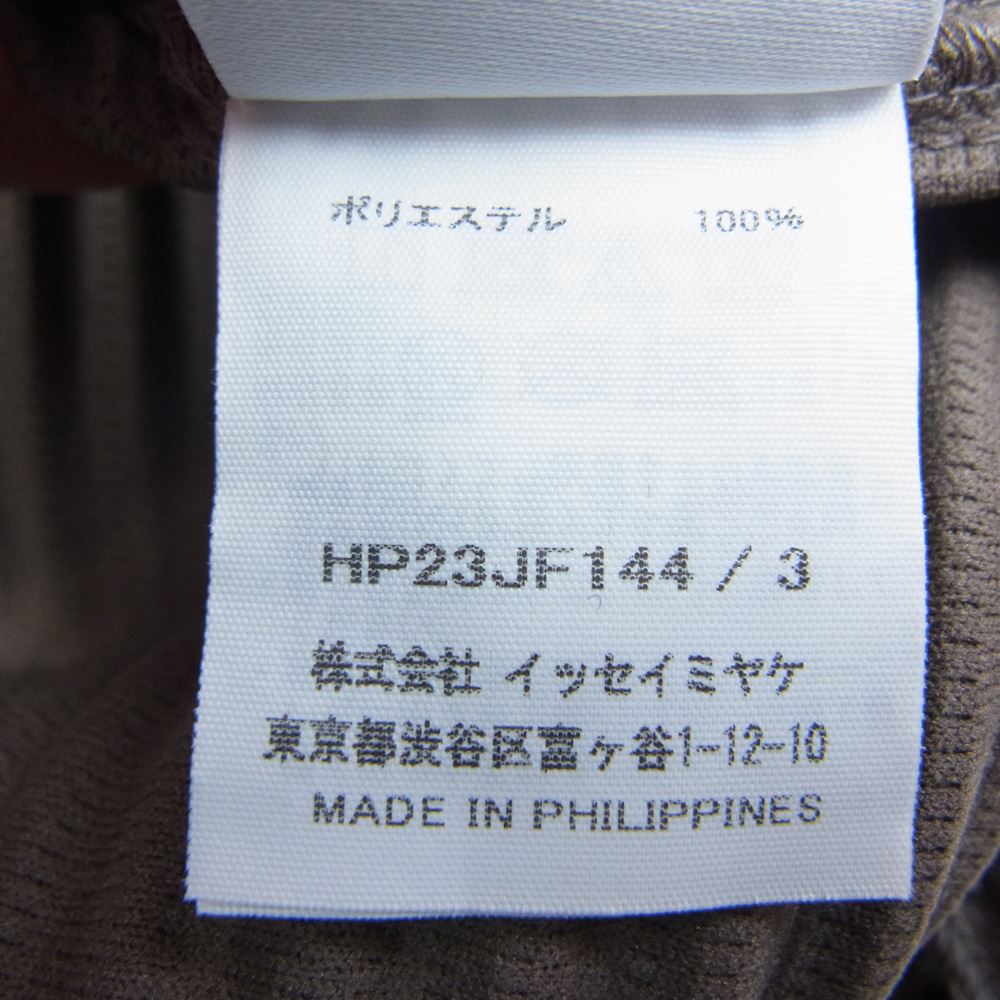 ポリエステル 100%
HP23JF144 / 3
株式会社 イッセイミヤケ
東京都渋谷区富ヶ谷1-12-10
MADE IN PHILIPPINES